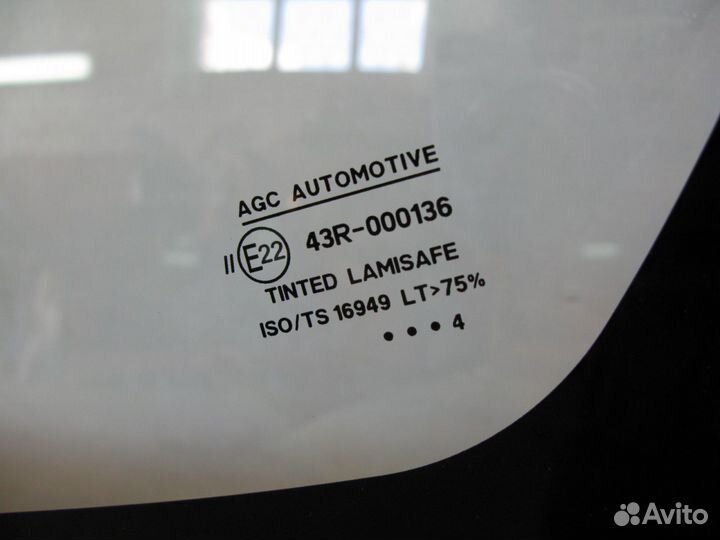 AGC AUTOMOTIVE
II E22 43R-000136
TINTED LAMISAFE
ISO/TS 16949 LT>75%
• • • 4
Avito